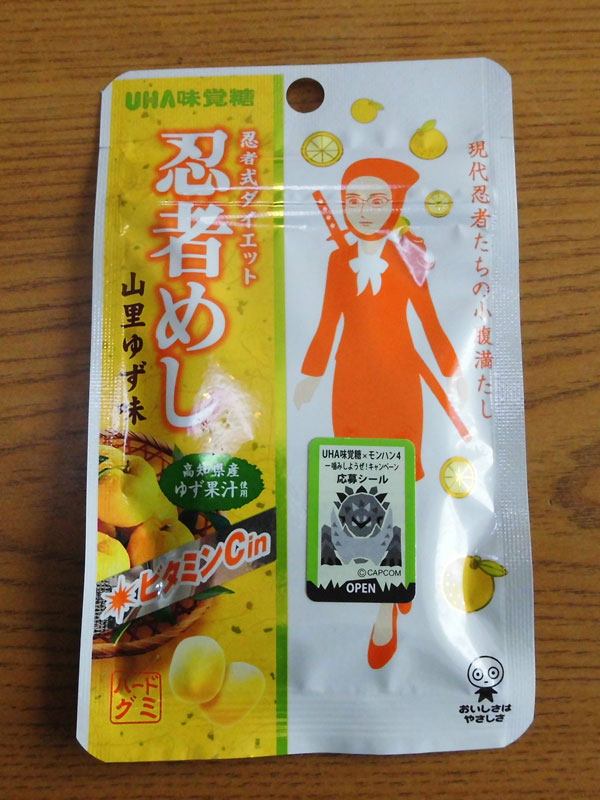 UHA味覚糖
忍者式ダイエット
忍者めし
山里ゆず味
現代忍者たちの小腹満たし
高知県産
ゆず果汁使用
ビタミンCin
ハード
グミ
UHA味覚糖×モンハン4
一噛みしようぜ!キャンペーン
応募シール
©CAPCOM
OPEN
おいしさは
やさしさ